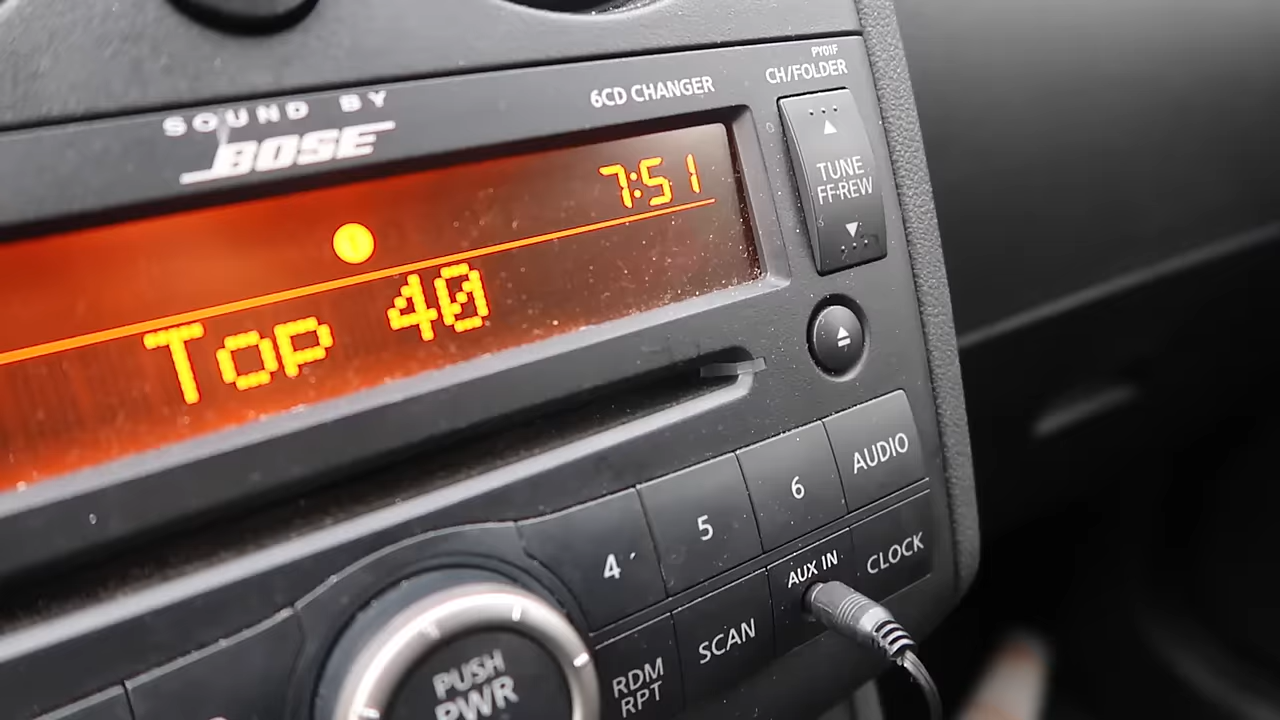 SOUND BY
BOSE
6CD CHANGER
PY01F
CH/FOLDER
7:51
Top 40
TUNE
FF·REW
4
5
6
AUDIO
RDM
RPT
SCAN
AUX IN
CLOCK
PUSH
PWR